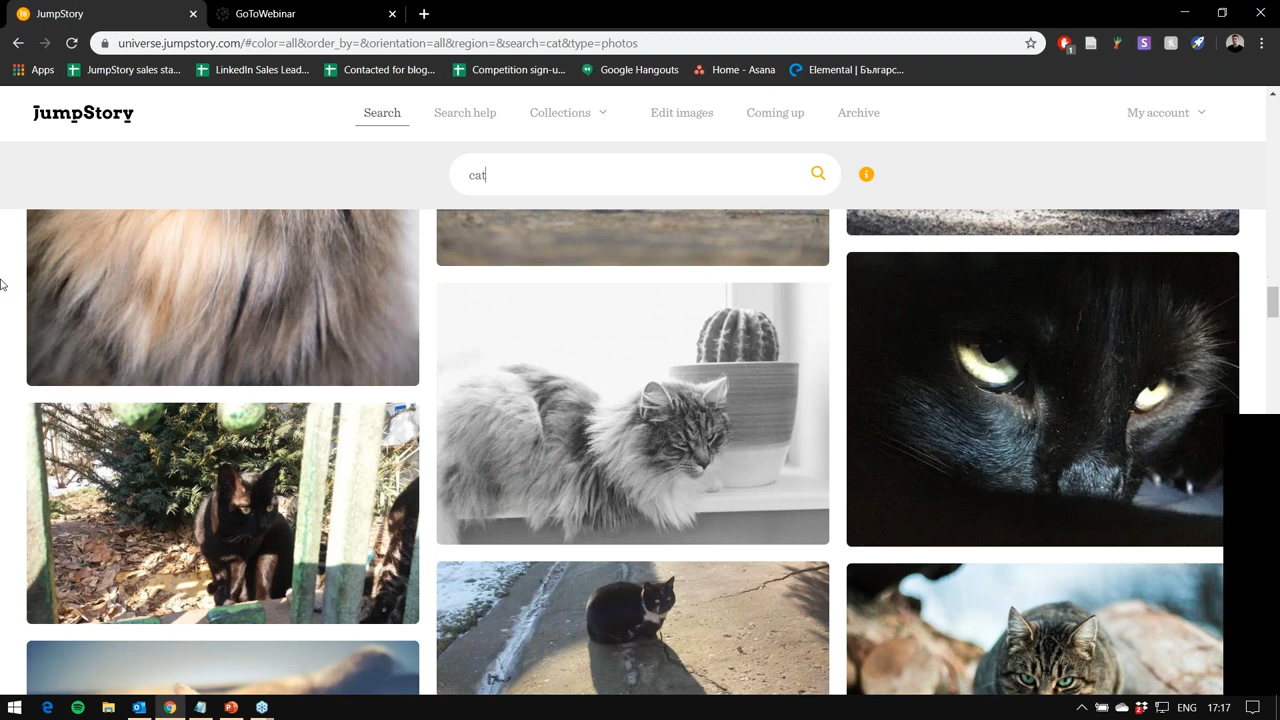 JumpStory
GoToWebinar
universe.jumpstory.com/#color=all&order_by=&orientation=all&region=&search=cat&type=photos
Apps
JumpStory sales sta...
LinkedIn Sales Lead...
Contacted for blog...
Competition sign-u...
Google Hangouts
Home - Asana
Elemental | Българс...
JumpStory
Search
Search help
Collections
Edit images
Coming up
Archive
My account
cat
ENG
17:17